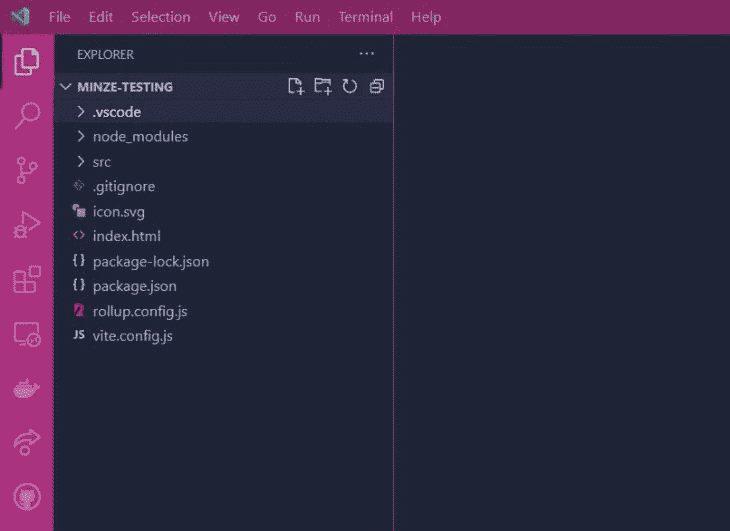 File Edit Selection View Go Run Terminal Help
EXPLORER ...
MINZE-TESTING
.vscode
node_modules
src
.gitignore
icon.svg
index.html
{} package-lock.json
{} package.json
rollup.config.js
JS vite.config.js